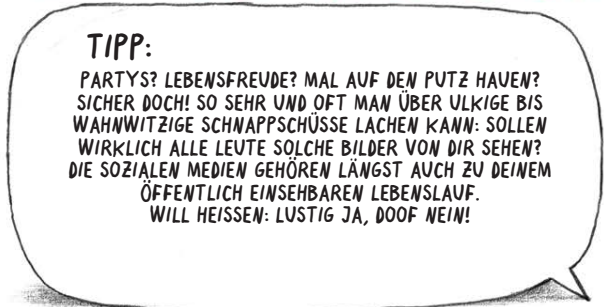 TIPP:
PARTYS? LEBENSFREUDE? MAL AUF DEN PUTZ HAUEN?
SICHER DOCH! SO SEHR UND OFT MAN ÜBER ULKIGE BIS
WAHNWITZIGE SCHNAPPSCHÜSSE LACHEN KANN: SOLLEN
WIRKLICH ALLE LEUTE SOLCHE BILDER VON DIR SEHEN?
DIE SOZIALEN MEDIEN GEHÖREN LÄNGST AUCH ZU DEINEM
ÖFFENTLICH EINSEHBAREN LEBENSLAUF.
WILL HEISSEN: LUSTIG JA, DOOF NEIN!